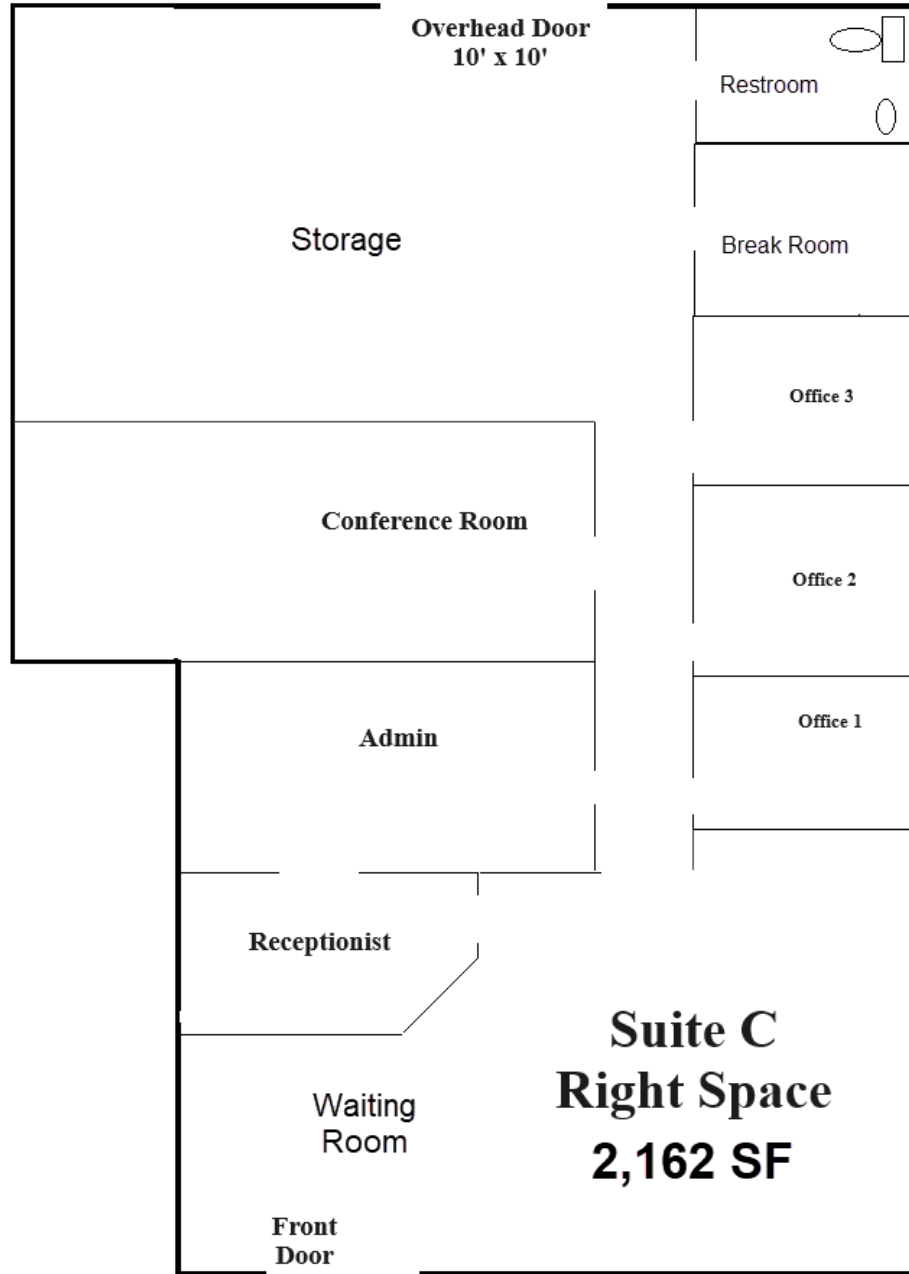 Overhead Door
10' x 10'
Restroom
Storage
Break Room
Office 3
Conference Room
Office 2
Office 1
Admin
Receptionist
Suite C
Right Space
2,162 SF
Waiting
Room
Front
Door